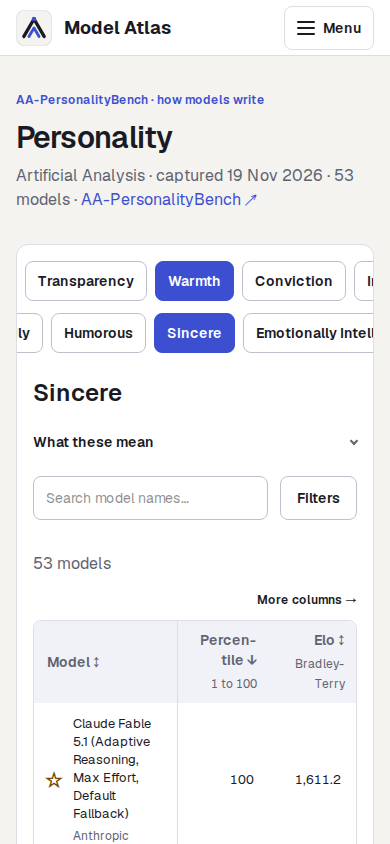 Model Atlas
Menu
AA-PersonalityBench · how models write
Personality
Artificial Analysis · captured 19 Nov 2026 · 53
models · AA-PersonalityBench ↗
Transparency
Warmth
Conviction
ly
Humorous
Sincere
Emotionally Intell
Sincere
What these mean
Search model names…
Filters
53 models
More columns →
Model ↕
Percen-
tile ↓
1 to 100
Elo ↕
Bradley-
Terry
Claude Fable
5.1 (Adaptive
Reasoning,
Max Effort,
Default
Fallback)
Anthropic
100
1,611.2